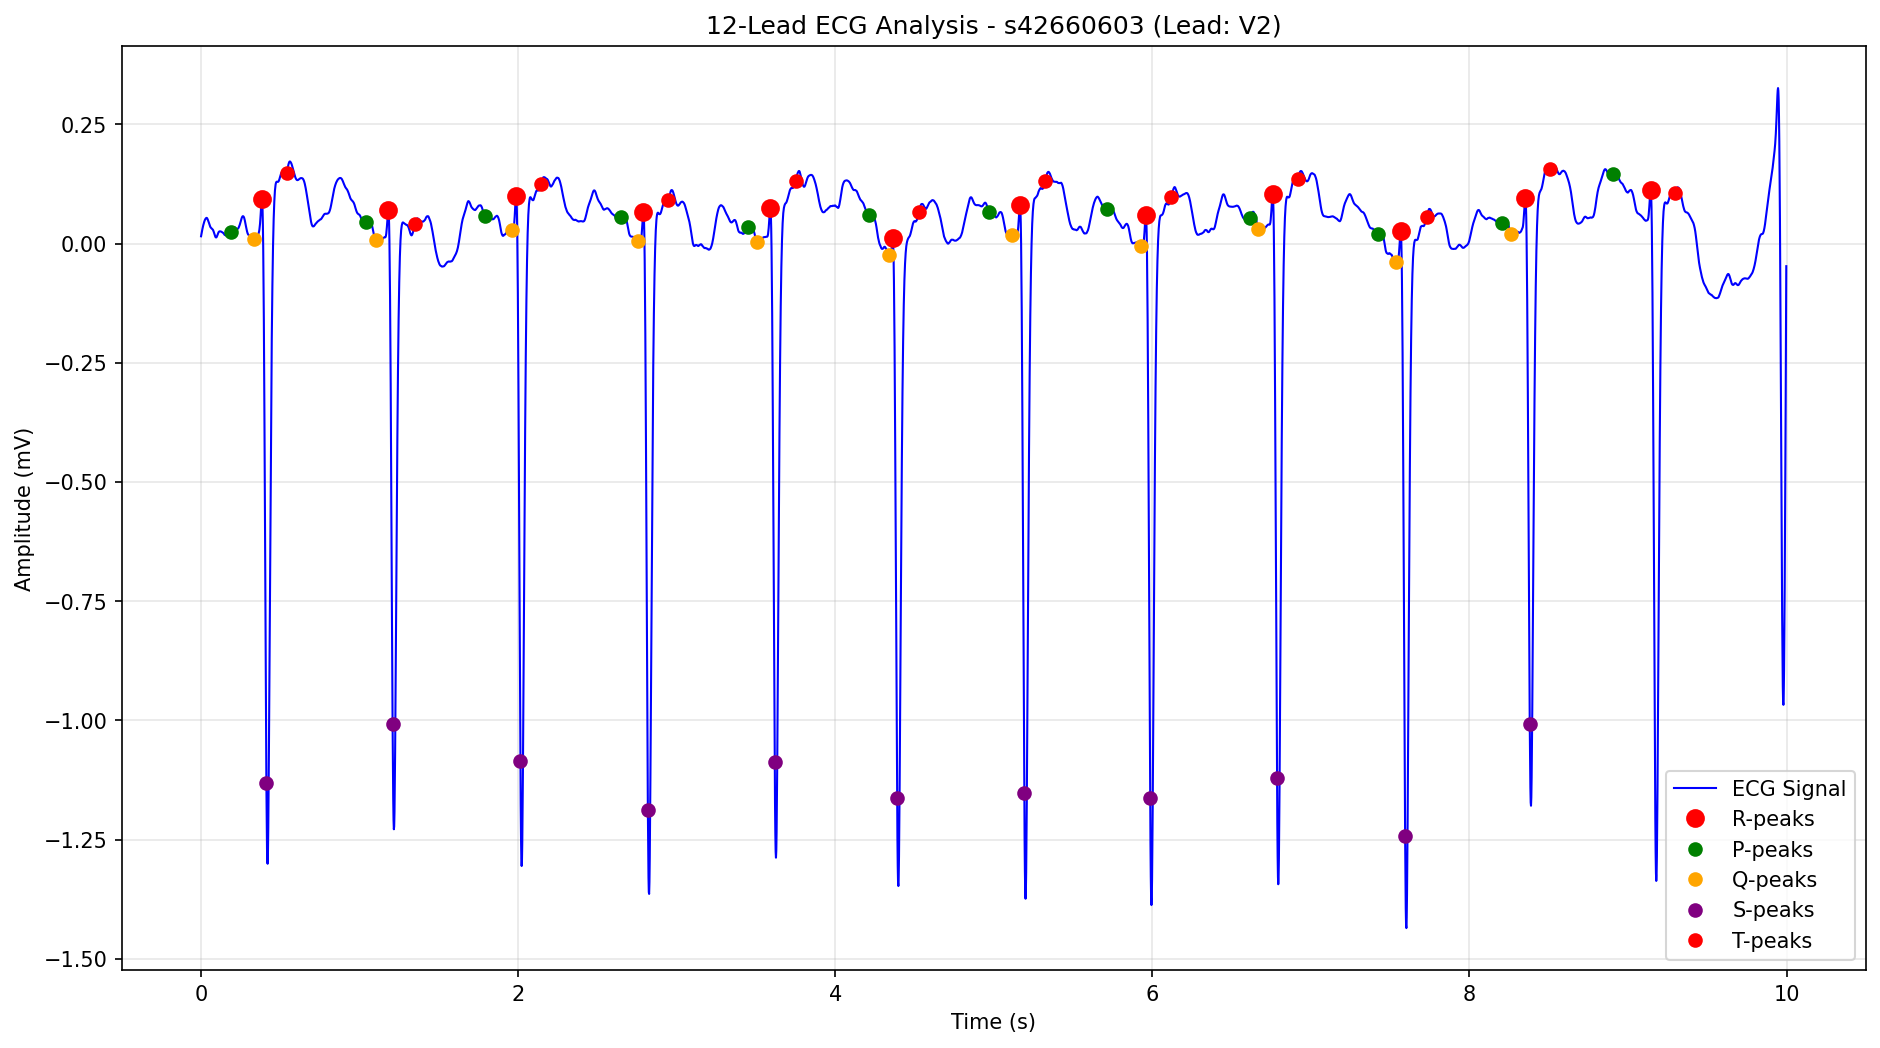 12-Lead ECG Analysis - s42660603 (Lead: V2)
Amplitude (mV)
0.25
0.00
−0.25
−0.50
−0.75
−1.00
−1.25
−1.50
0 2 4 6 8 10
Time (s)
ECG Signal
R-peaks
P-peaks
Q-peaks
S-peaks
T-peaks